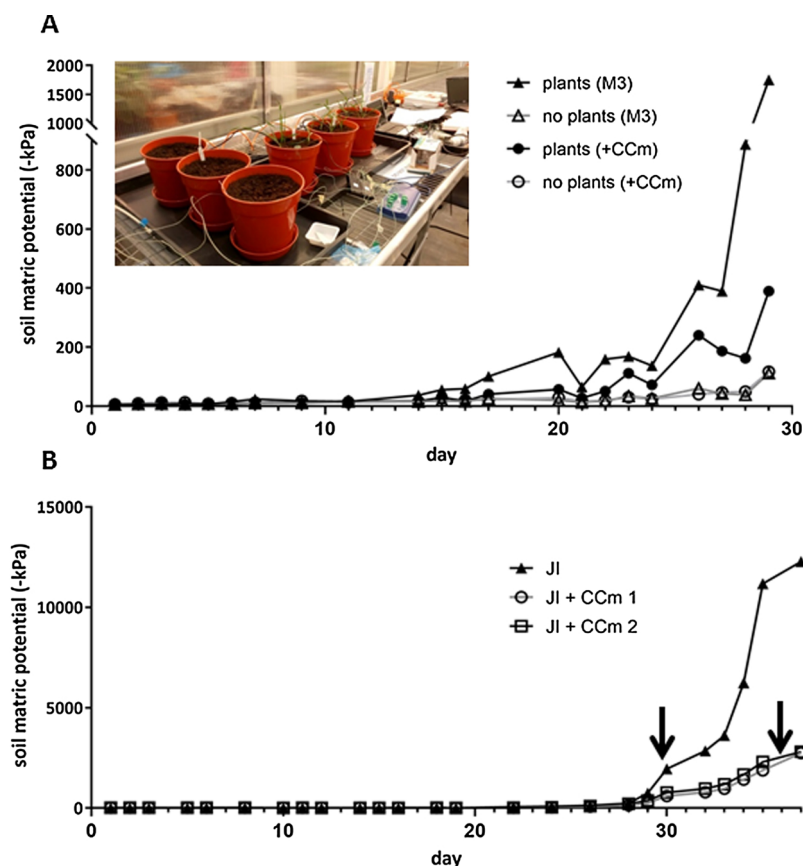 A
soil matric potential (-kPa)
2000
1500
1000
800
600
400
200
0
plants (M3)
no plants (M3)
plants (+CCm)
no plants (+CCm)
0 10 20 30
day
B
soil matric potential (-kPa)
15000
10000
5000
0
JI
JI + CCm 1
JI + CCm 2
0 10 20 30
day